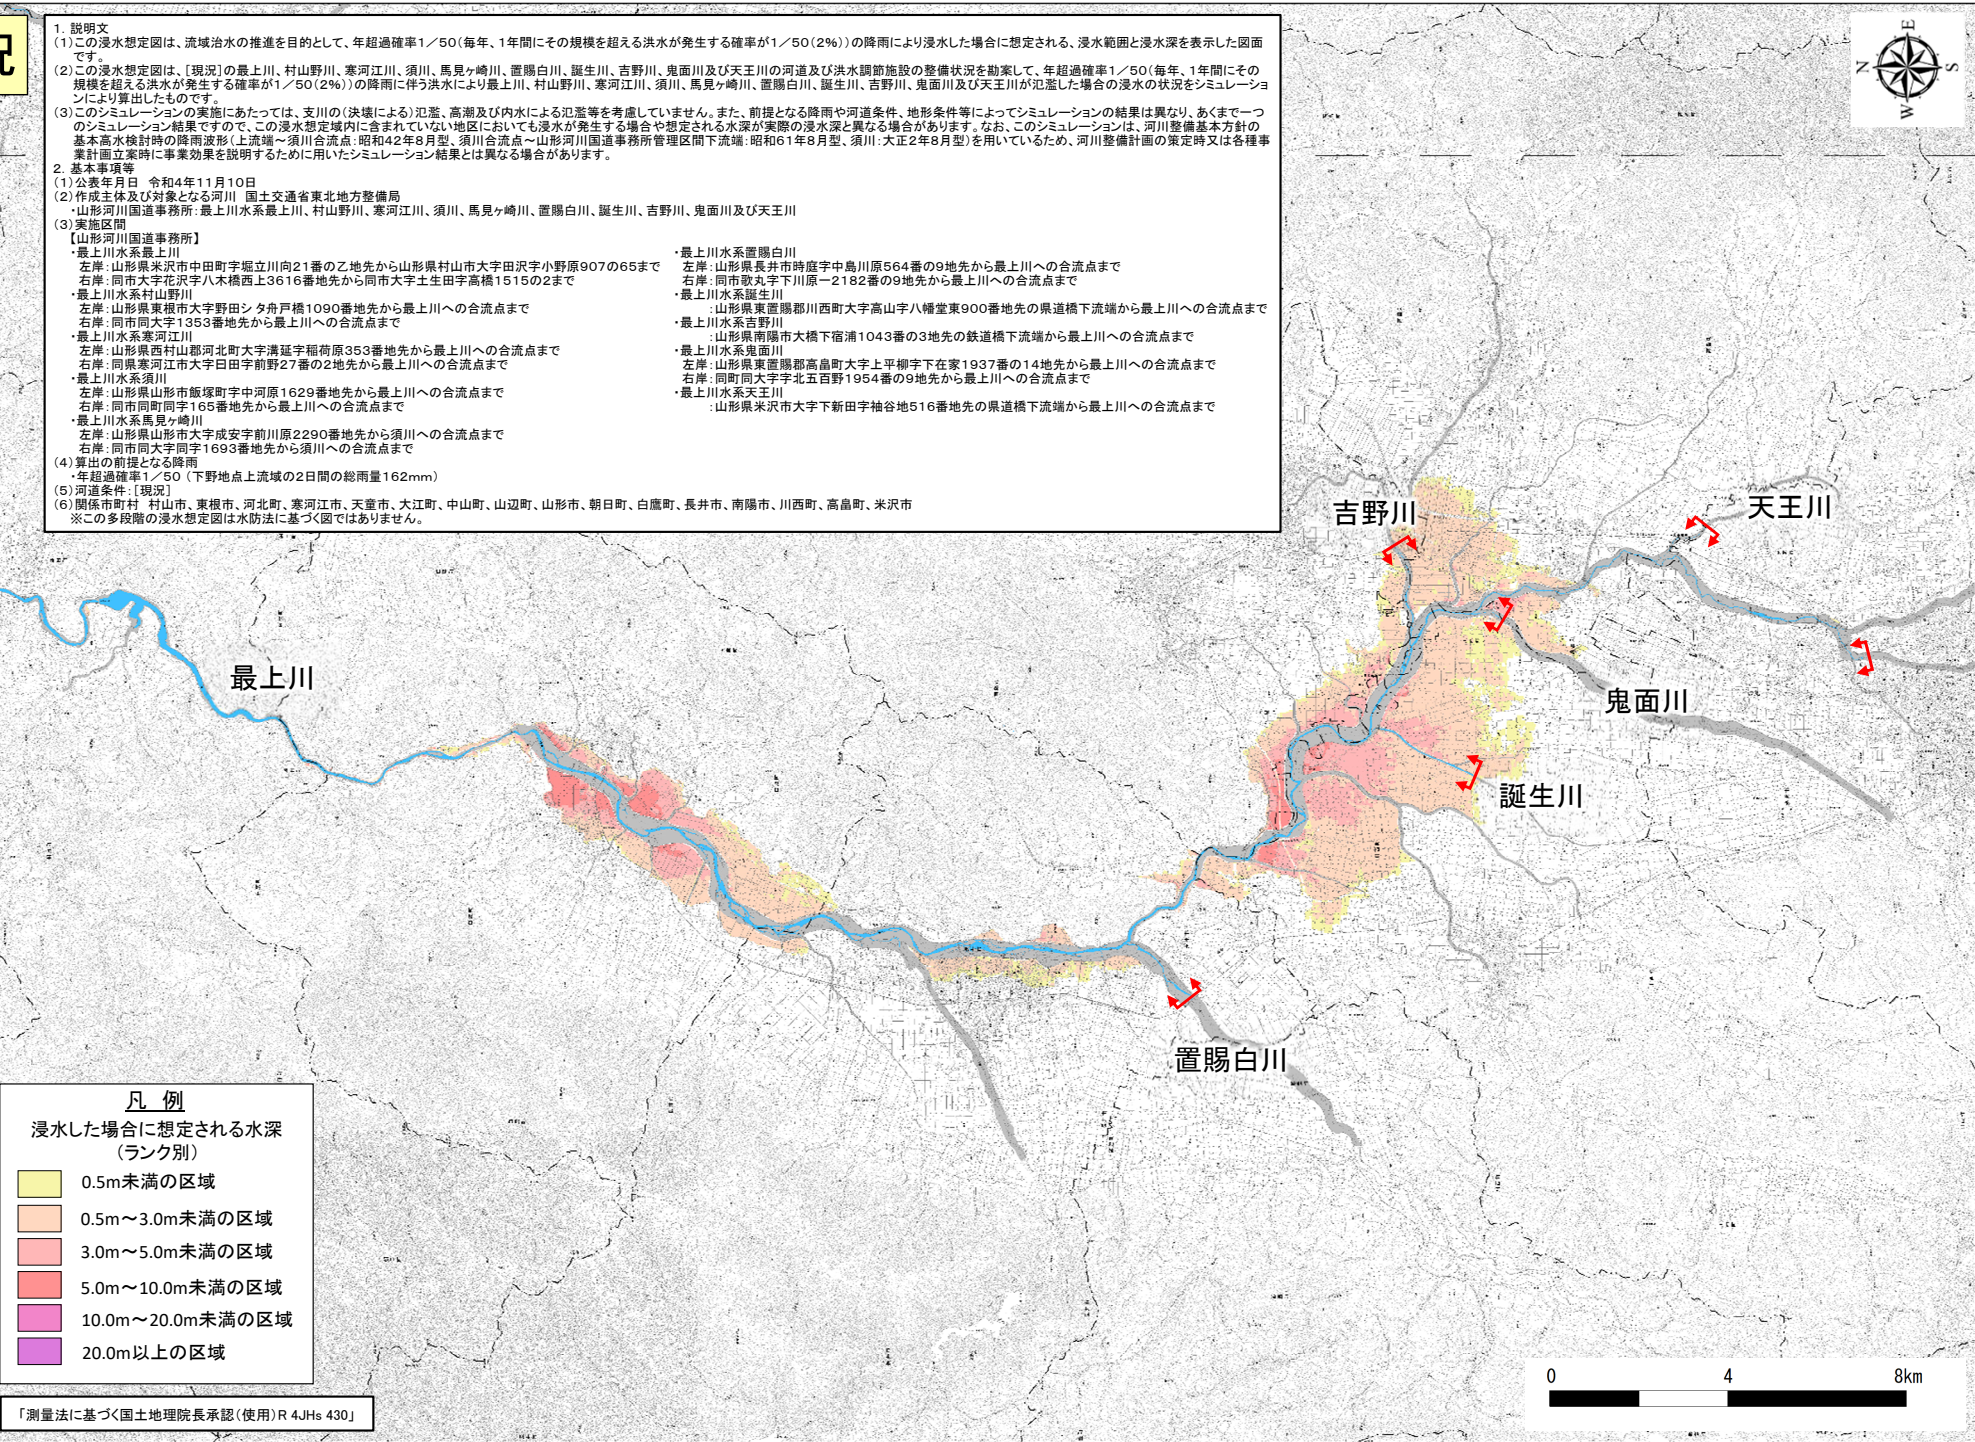 況
1. 説明文
(1)この浸水想定図は、流域治水の推進を目的として、年超過確率1／50(毎年、1年間にその規模を超える洪水が発生する確率が1／50(2%))の降雨により浸水した場合に想定される、浸水範囲と浸水深を表示した図面
です。
(2)この浸水想定図は、[現況]の最上川、村山野川、寒河江川、須川、馬見ヶ崎川、置賜白川、誕生川、吉野川、鬼面川及び天王川の河道及び洪水調節施設の整備状況を勘案して、年超過確率1／50(毎年、1年間にその
規模を超える洪水が発生する確率が1／50(2%))の降雨に伴う洪水により最上川、村山野川、寒河江川、須川、馬見ヶ崎川、置賜白川、誕生川、吉野川、鬼面川及び天王川が氾濫した場合の浸水の状況をシミュレーショ
ンにより算出したものです。
(3)このシミュレーションの実施にあたっては、支川の(決壊による)氾濫、高潮及び内水による氾濫等を考慮していません。また、前提となる降雨や河道条件、地形条件等によってシミュレーションの結果は異なり、あくまで一つ
のシミュレーション結果ですので、この浸水想定域内に含まれていない地区においても浸水が発生する場合や想定される水深が実際の浸水深と異なる場合があります。なお、このシミュレーションは、河川整備基本方針の
基本高水検討時の降雨波形(上流端～須川合流点:昭和42年8月型、須川合流点～山形河川国道事務所管理区間下流端:昭和61年8月型、須川:大正2年8月型)を用いているため、河川整備計画の策定時又は各種事
業計画立案時に事業効果を説明するために用いたシミュレーション結果とは異なる場合があります。
2. 基本事項等
(1)公表年月日 令和4年11月10日
(2)作成主体及び対象となる河川 国土交通省東北地方整備局
・山形河川国道事務所:最上川水系最上川、村山野川、寒河江川、須川、馬見ヶ崎川、置賜白川、誕生川、吉野川、鬼面川及び天王川
(3)実施区間
【山形河川国道事務所】
・最上川水系最上川
左岸:山形県米沢市中田町字堀立川向21番の乙地先から山形県村山市大字田沢字小野原907の65まで
右岸:同市大字花沢字八木橋西上3616番地先から同市大字土生田字高橋1515の2まで
・最上川水系村山野川
左岸:山形県東根市大字野田シタ舟戸橋1090番地先から最上川への合流点まで
右岸:同市同大字1353番地先から最上川への合流点まで
・最上川水系寒河江川
左岸:山形県西村山郡河北町大字溝延字稲荷原353番地先から最上川への合流点まで
右岸:同県寒河江市大字日田字前野27番の2地先から最上川への合流点まで
・最上川水系須川
左岸:山形県山形市飯塚町字中河原1629番地先から最上川への合流点まで
右岸:同市同町同字165番地先から最上川への合流点まで
・最上川水系馬見ヶ崎川
左岸:山形県山形市大字成安字前川原2290番地先から須川への合流点まで
右岸:同市同大字同字1693番地先から須川への合流点まで
・最上川水系置賜白川
左岸:山形県長井市時庭字中島川原564番の9地先から最上川への合流点まで
右岸:同市歌丸字下川原一2182番の9地先から最上川への合流点まで
・最上川水系誕生川
:山形県東置賜郡川西町大字高山字八幡堂東900番地先の県道橋下流端から最上川への合流点まで
・最上川水系吉野川
:山形県南陽市大橋下宿浦1043番の3地先の鉄道橋下流端から最上川への合流点まで
・最上川水系鬼面川
左岸:山形県東置賜郡高畠町大字上平柳字下在家1937番の14地先から最上川への合流点まで
右岸:同町同大字字北五百野1954番の9地先から最上川への合流点まで
・最上川水系天王川
:山形県米沢市大字下新田字袖谷地516番地先の県道橋下流端から最上川への合流点まで
(4)算出の前提となる降雨
・年超過確率1／50 (下野地点上流域の2日間の総雨量162mm)
(5)河道条件:[現況]
(6)関係市町村 村山市、東根市、河北町、寒河江市、天童市、大江町、中山町、山辺町、山形市、朝日町、白鷹町、長井市、南陽市、川西町、高畠町、米沢市
※この多段階の浸水想定図は水防法に基づく図ではありません。
N
E
S
W
吉野川
天王川
最上川
鬼面川
誕生川
置賜白川
凡 例
浸水した場合に想定される水深
(ランク別)
0.5m未満の区域
0.5m～3.0m未満の区域
3.0m～5.0m未満の区域
5.0m～10.0m未満の区域
10.0m～20.0m未満の区域
20.0m以上の区域
0 4 8km
「測量法に基づく国土地理院長承認(使用)R 4JHs 430」